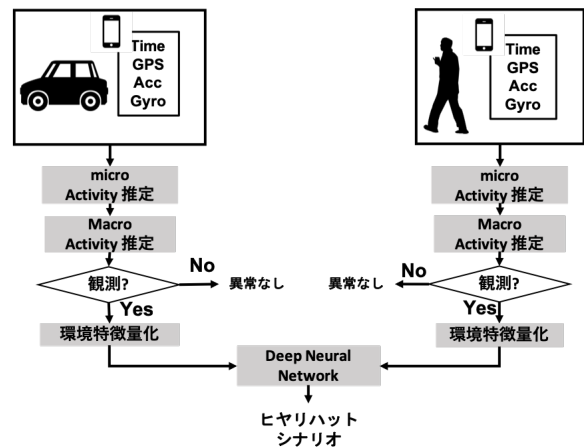 Time
GPS
Acc
Gyro
micro
Activity 推定
Macro
Activity 推定
観測?
No
異常なし
Yes
環境特徴量化
Time
GPS
Acc
Gyro
micro
Activity 推定
Macro
Activity 推定
観測?
No
異常なし
Yes
環境特徴量化
Deep Neural
Network
ヒヤリハット
シナリオ